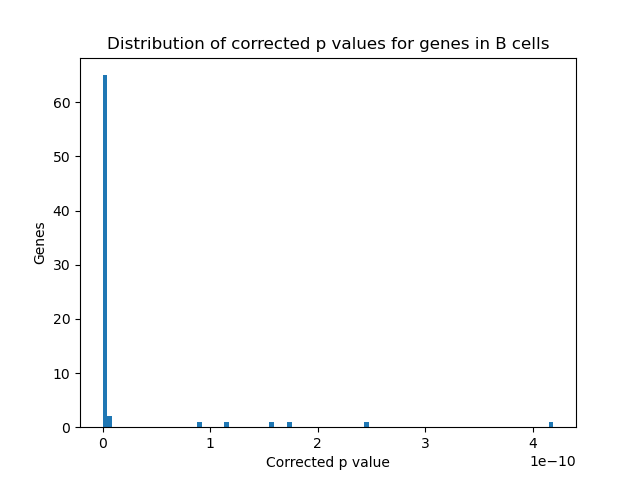 Distribution of corrected p values for genes in B cells
60
50
40
30
20
10
0
Genes
0 1 2 3 4
1e−10
Corrected p value